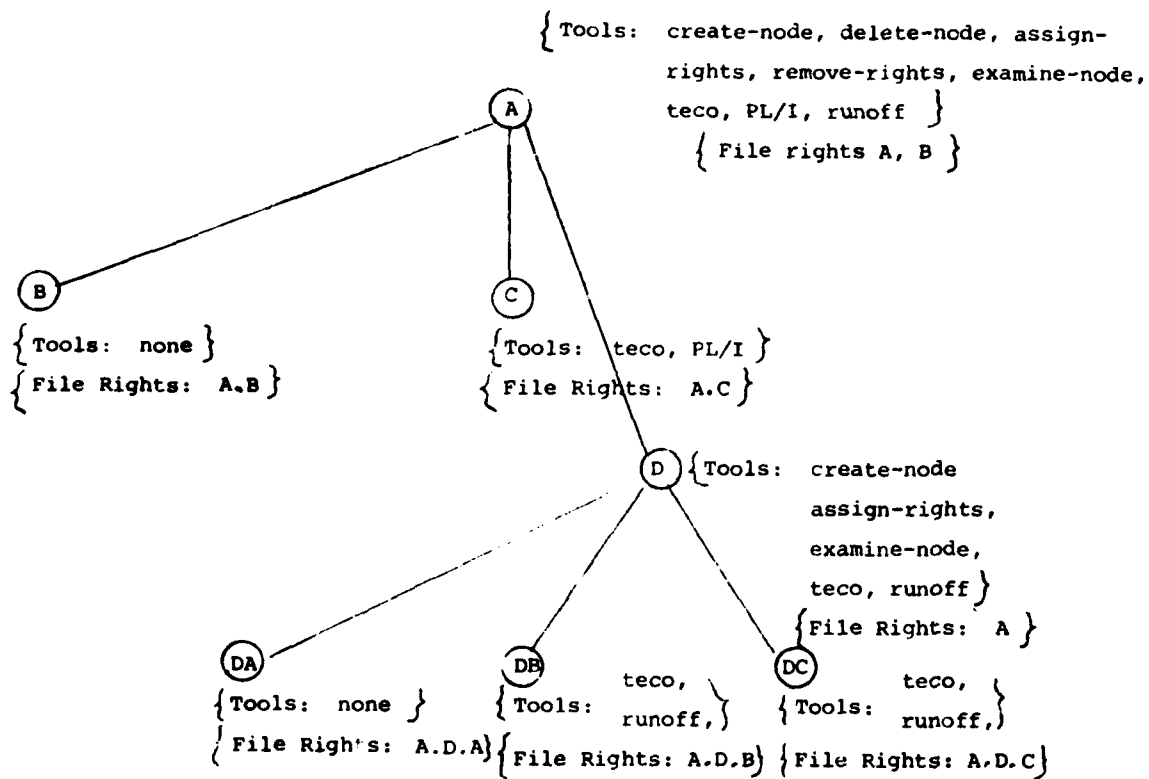 {Tools: create-node, delete-node, assign-
rights, remove-rights, examine-node,
teco, PL/I, runoff }
{ File rights A, B }
A
B
{Tools: none }
{File Rights: A.B}
C
{Tools: teco, PL/I }
{File Rights: A.C}
D
{Tools: create-node
assign-rights,
examine-node,
teco, runoff }
{File Rights: A }
DA
{Tools: none }
{File Rights: A.D.A}
DB
{Tools: teco,
runoff,}
{File Rights: A.D.B}
DC
{Tools: teco,
runoff,}
{File Rights: A.D.C}